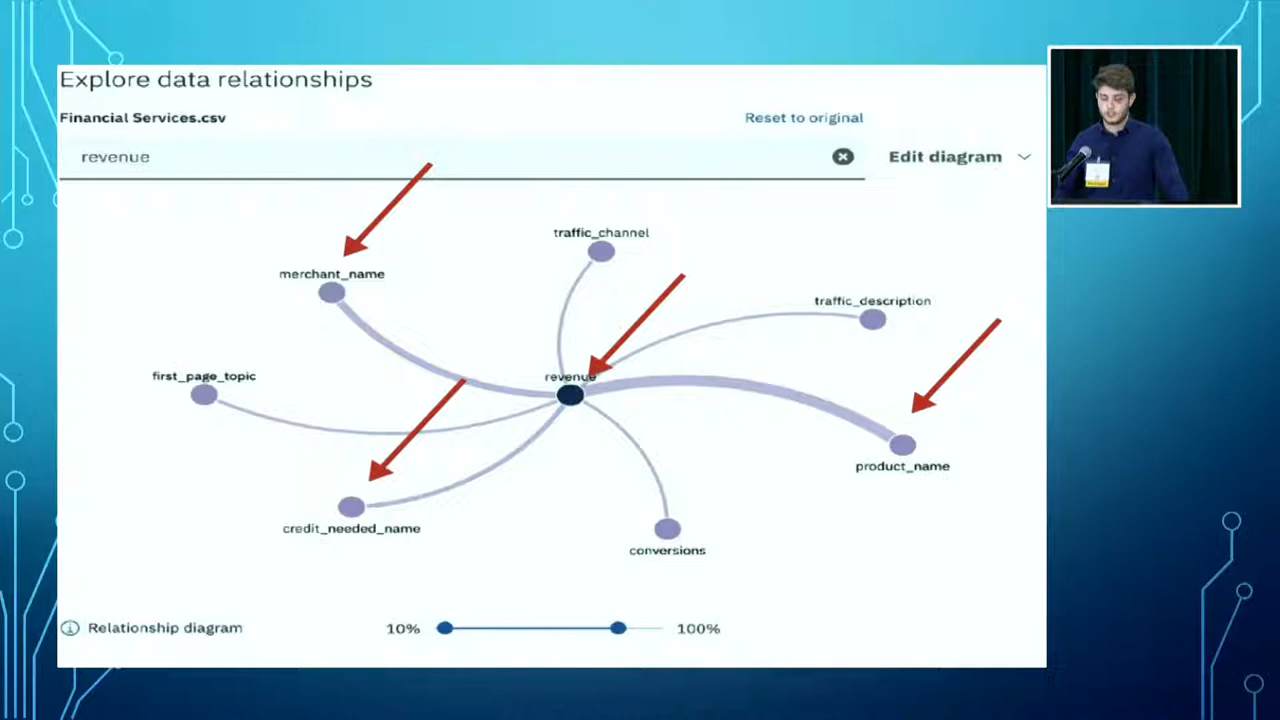 Explore data relationships
Financial Services.csv
Reset to original
revenue
Edit diagram
traffic_channel
merchant_name
traffic_description
first_page_topic
revenue
product_name
credit_needed_name
conversions
Relationship diagram
10%
100%